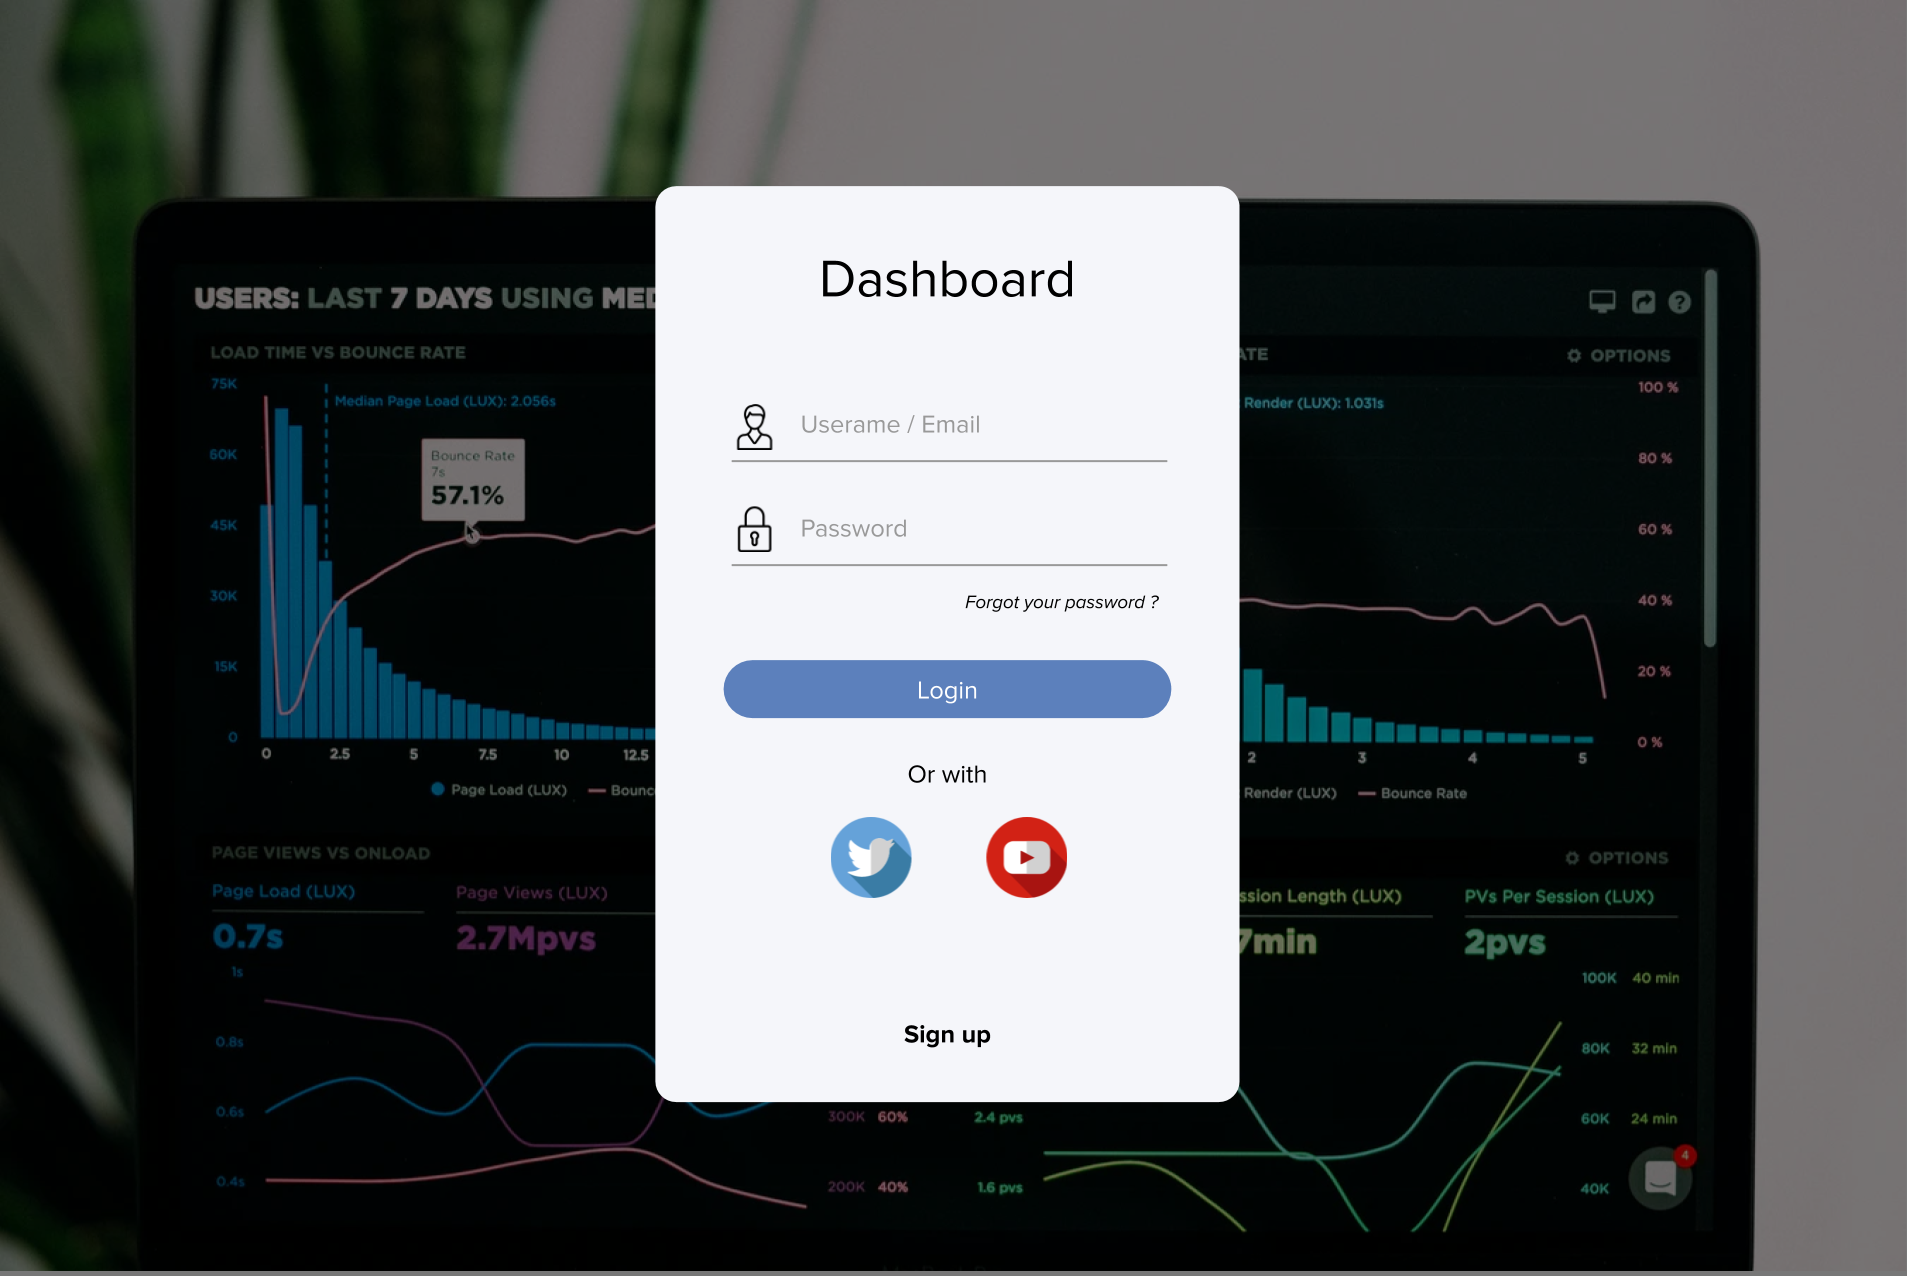 Dashboard
Userame / Email
Password
Forgot your password ?
Login
Or with
Sign up
USERS: LAST 7 DAYS USING
LOAD TIME VS BOUNCE RATE
OPTIONS
75K
60K
45K
30K
15K
0
Median Page Load (LUX): 2.056s
Bounce Rate
7s
57.1%
0 2.5 5 7.5 10 12.5
Page Load (LUX)
Render (LUX): 1.031s
100 %
80 %
60 %
40 %
20 %
0 %
2 3 4 5
Render (LUX) Bounce Rate
PAGE VIEWS VS ONLOAD
OPTIONS
Page Load (LUX) Page Views (LUX)
0.7s 2.7Mpvs
1s
0.8s
0.6s
0.4s
300K 60% 2.4 pvs
200K 40% 1.6 pvs
Length (LUX) PVs Per Session (LUX)
7min 2pvs
100K 40 min
80K 32 min
60K 24 min
40K
4